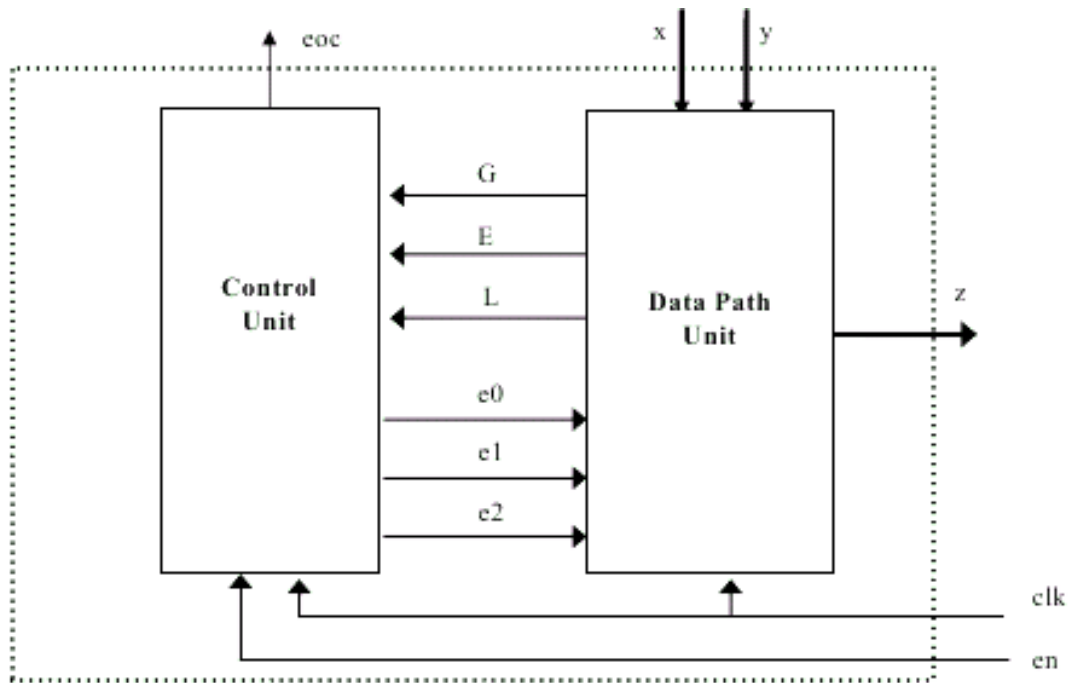 eoc
x
y
G
E
L
Control
Unit
Data Path
Unit
z
e0
e1
e2
clk
en